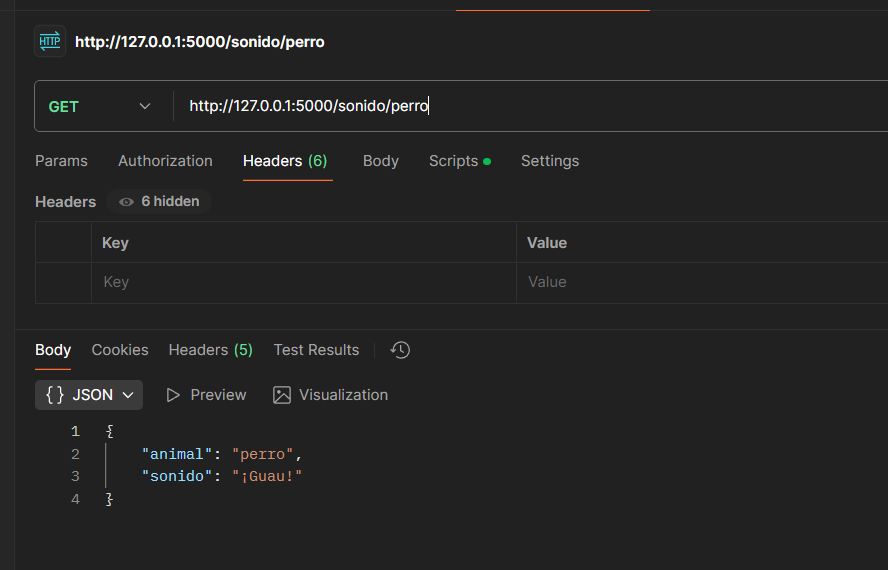 HTTP http://127.0.0.1:5000/sonido/perro
GET http://127.0.0.1:5000/sonido/perro
Params Authorization Headers (6) Body Scripts Settings
Headers 6 hidden
Key Value
Key Value
Body Cookies Headers (5) Test Results
{} JSON Preview Visualization
1 {
2 "animal": "perro",
3 "sonido": "¡Guau!"
4 }